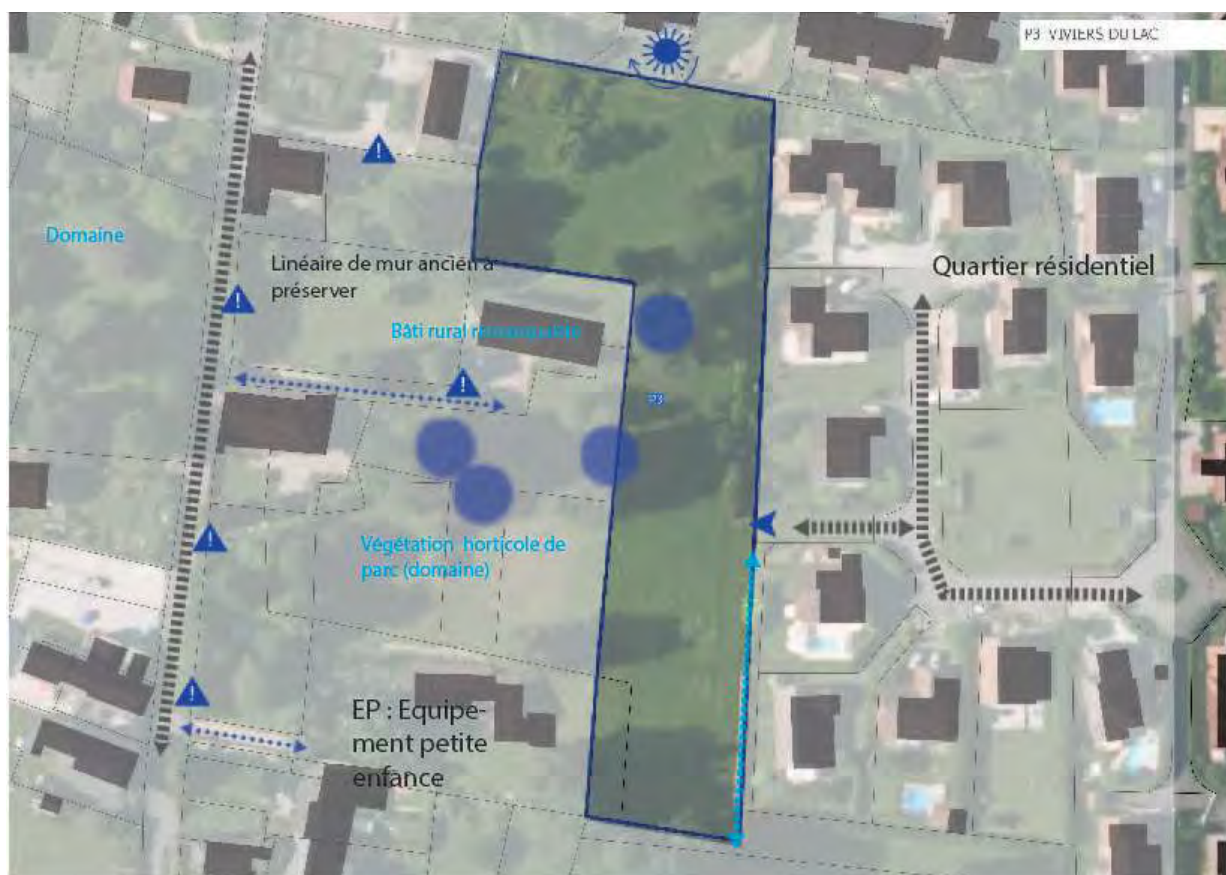 P3 VIVIERS DU LAC
Domaine
Linéaire de mur ancien à
préserver
Quartier résidentiel
Bâti rural remarquable
P3
Végétation horticole de
parc (domaine)
EP : Equipe-
ment petite
enfance